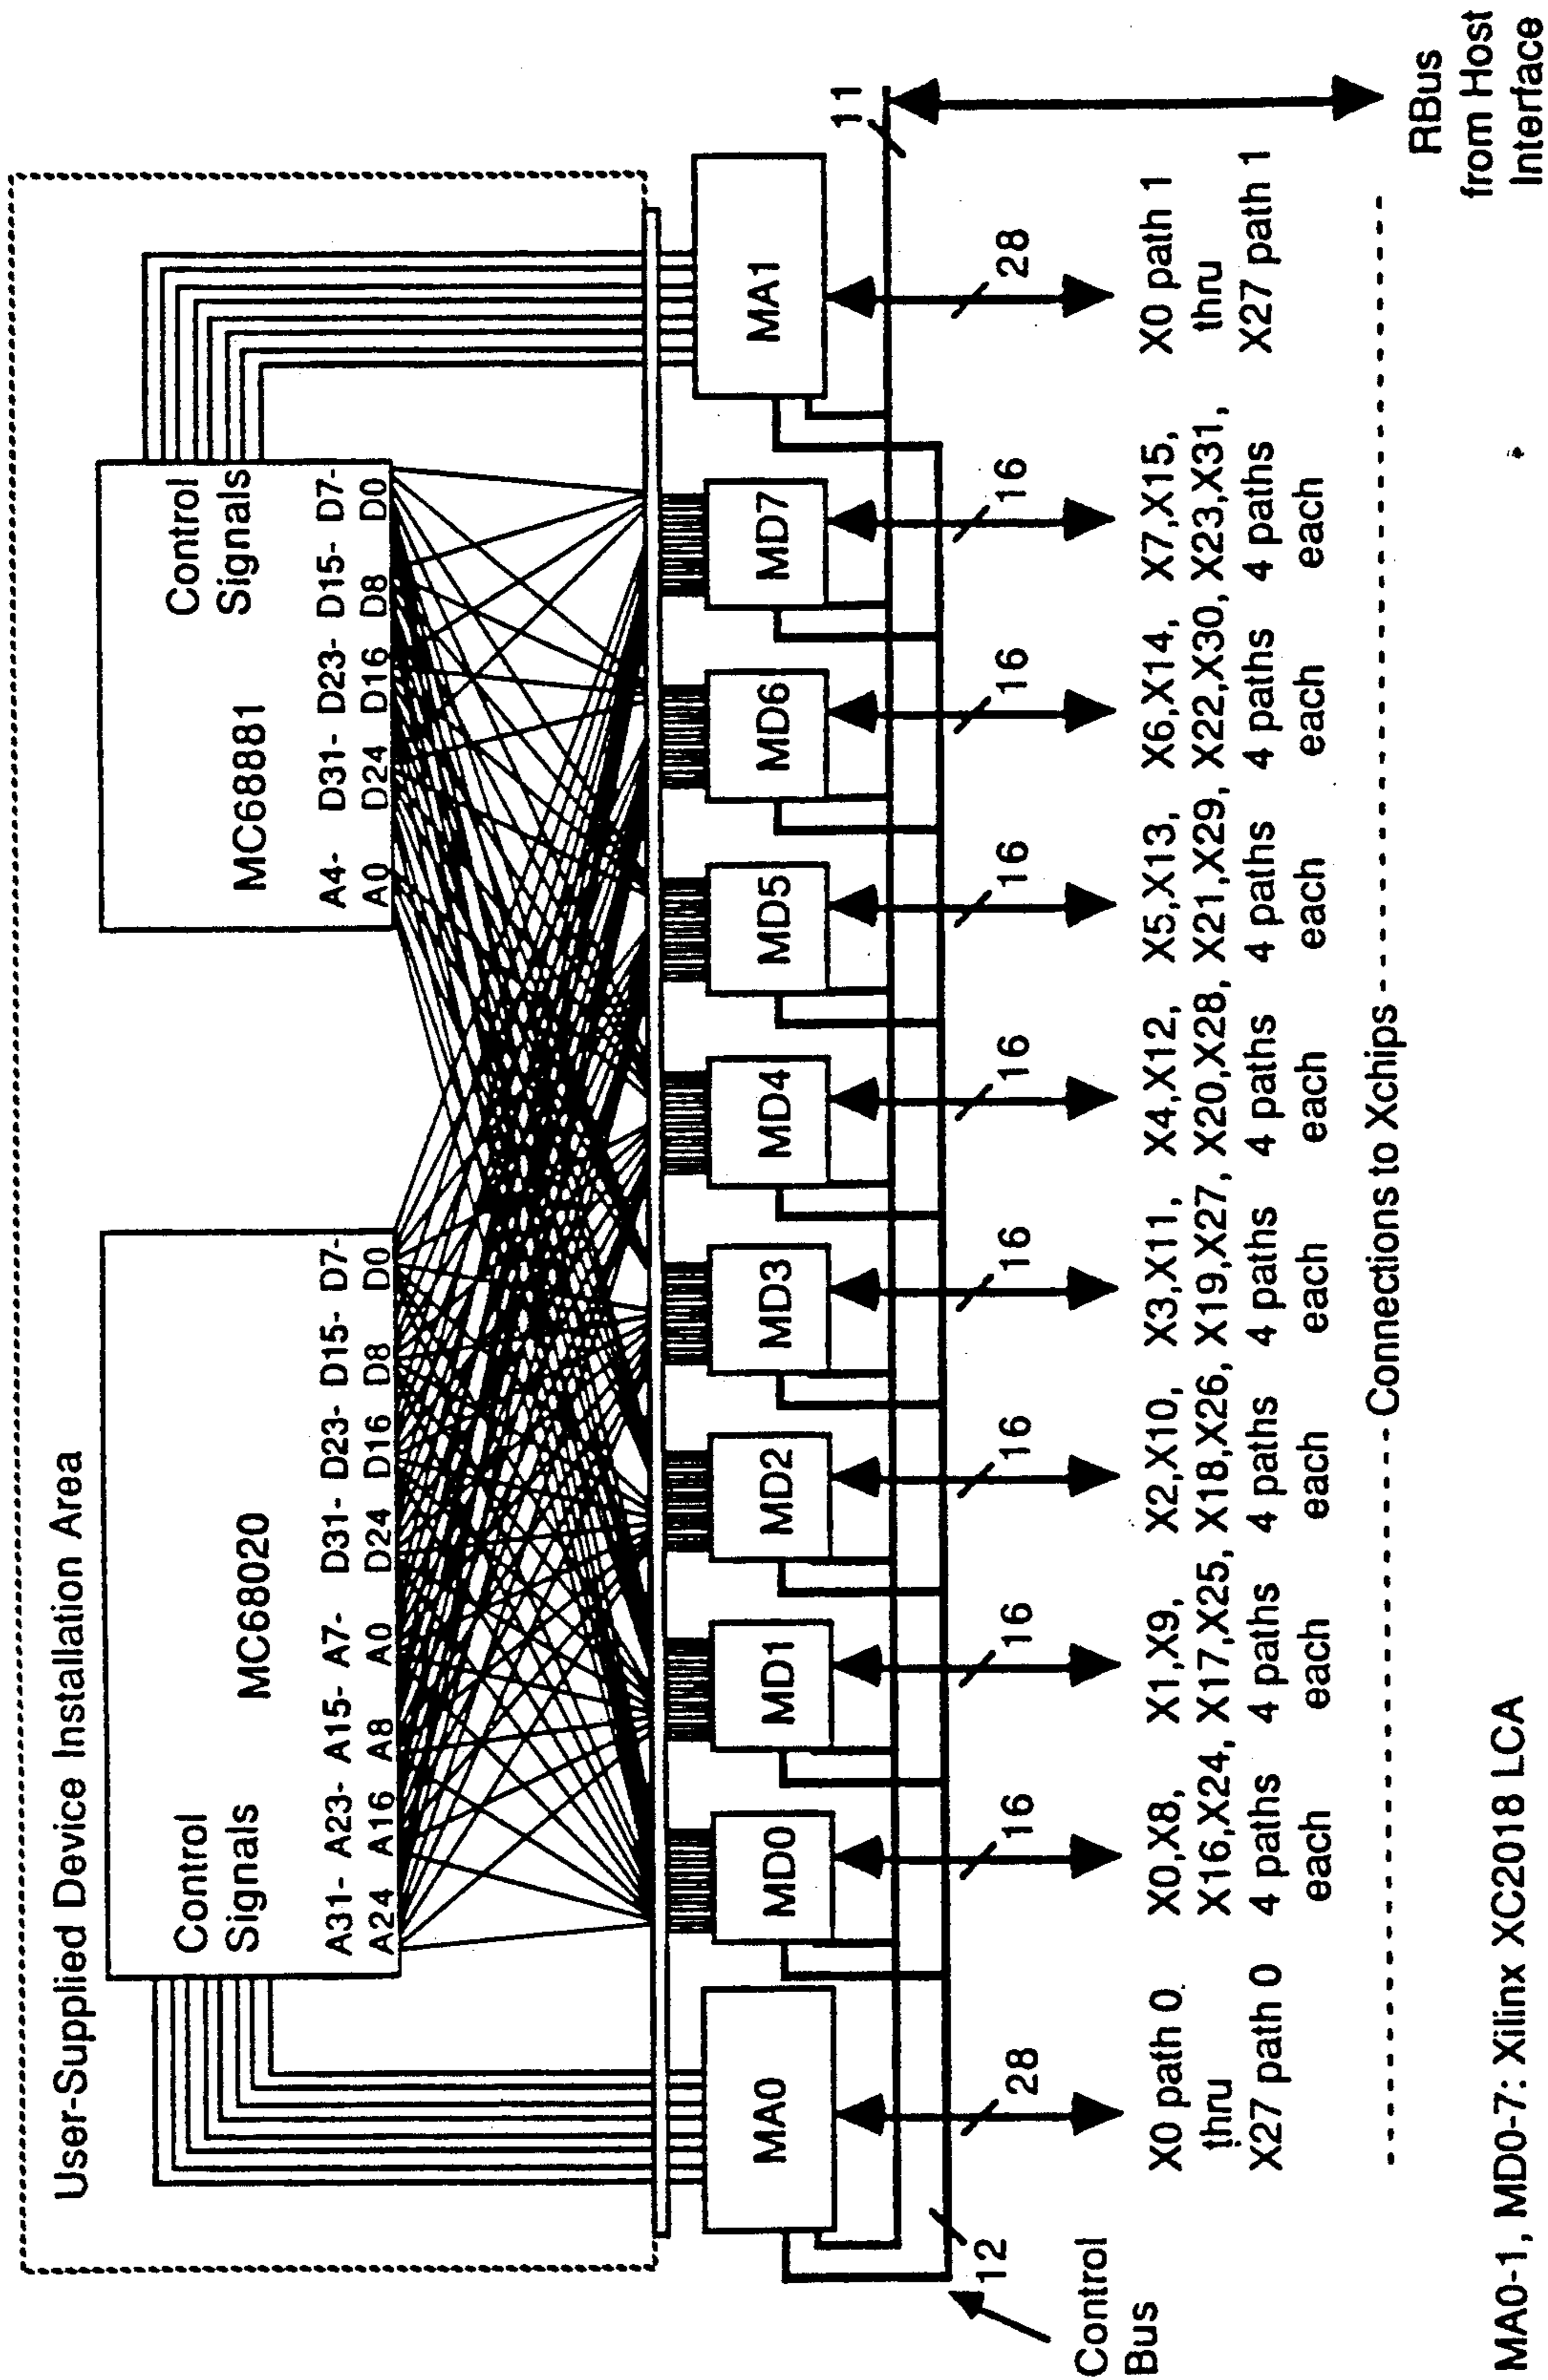 User-Supplied Device Installation Area
Control
Signals
MC68020
A31- A23- A15- A7- D31- D23- D15- D7-
A24 A16 A8 A0 D24 D16 D8 D0
MC68881
Control
Signals
A4- D31- D23- D15- D7-
A0 D24 D16 D8 D0
MA0
MD0
MD1
MD2
MD3
MD4
MD5
MD6
MD7
MA1
11
12
Control
Bus
28
16
16
16
16
16
16
16
16
28
X0 path 0
thru
X27 path 0
X0,X8,
X16,X24,
4 paths
each
X1,X9,
X17,X25,
4 paths
each
X2,X10,
X18,X26,
4 paths
each
X3,X11,
X19,X27,
4 paths
each
X4,X12,
X20,X28,
4 paths
each
X5,X13,
X21,X29,
4 paths
each
X6,X14,
X22,X30,
4 paths
each
X7,X15,
X23,X31,
4 paths
each
X0 path 1
thru
X27 path 1
RBus
from Host
Interface
Connections to Xchips
MA0-1, MD0-7: Xilinx XC2018 LCA